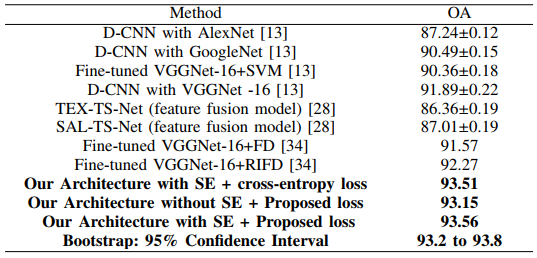 Method OA
D-CNN with AlexNet [13] 87.24±0.12
D-CNN with GoogleNet [13] 90.49±0.15
Fine-tuned VGGNet-16+SVM [13] 90.36±0.18
D-CNN with VGGNet -16 [13] 91.89±0.22
TEX-TS-Net (feature fusion model) [28] 86.36±0.19
SAL-TS-Net (feature fusion model) [28] 87.01±0.19
Fine-tuned VGGNet-16+FD [34] 91.57
Fine-tuned VGGNet-16+RIFD [34] 92.27
Our Architecture with SE + cross-entropy loss 93.51
Our Architecture without SE + Proposed loss 93.15
Our Architecture with SE + Proposed loss 93.56
Bootstrap: 95% Confidence Interval 93.2 to 93.8